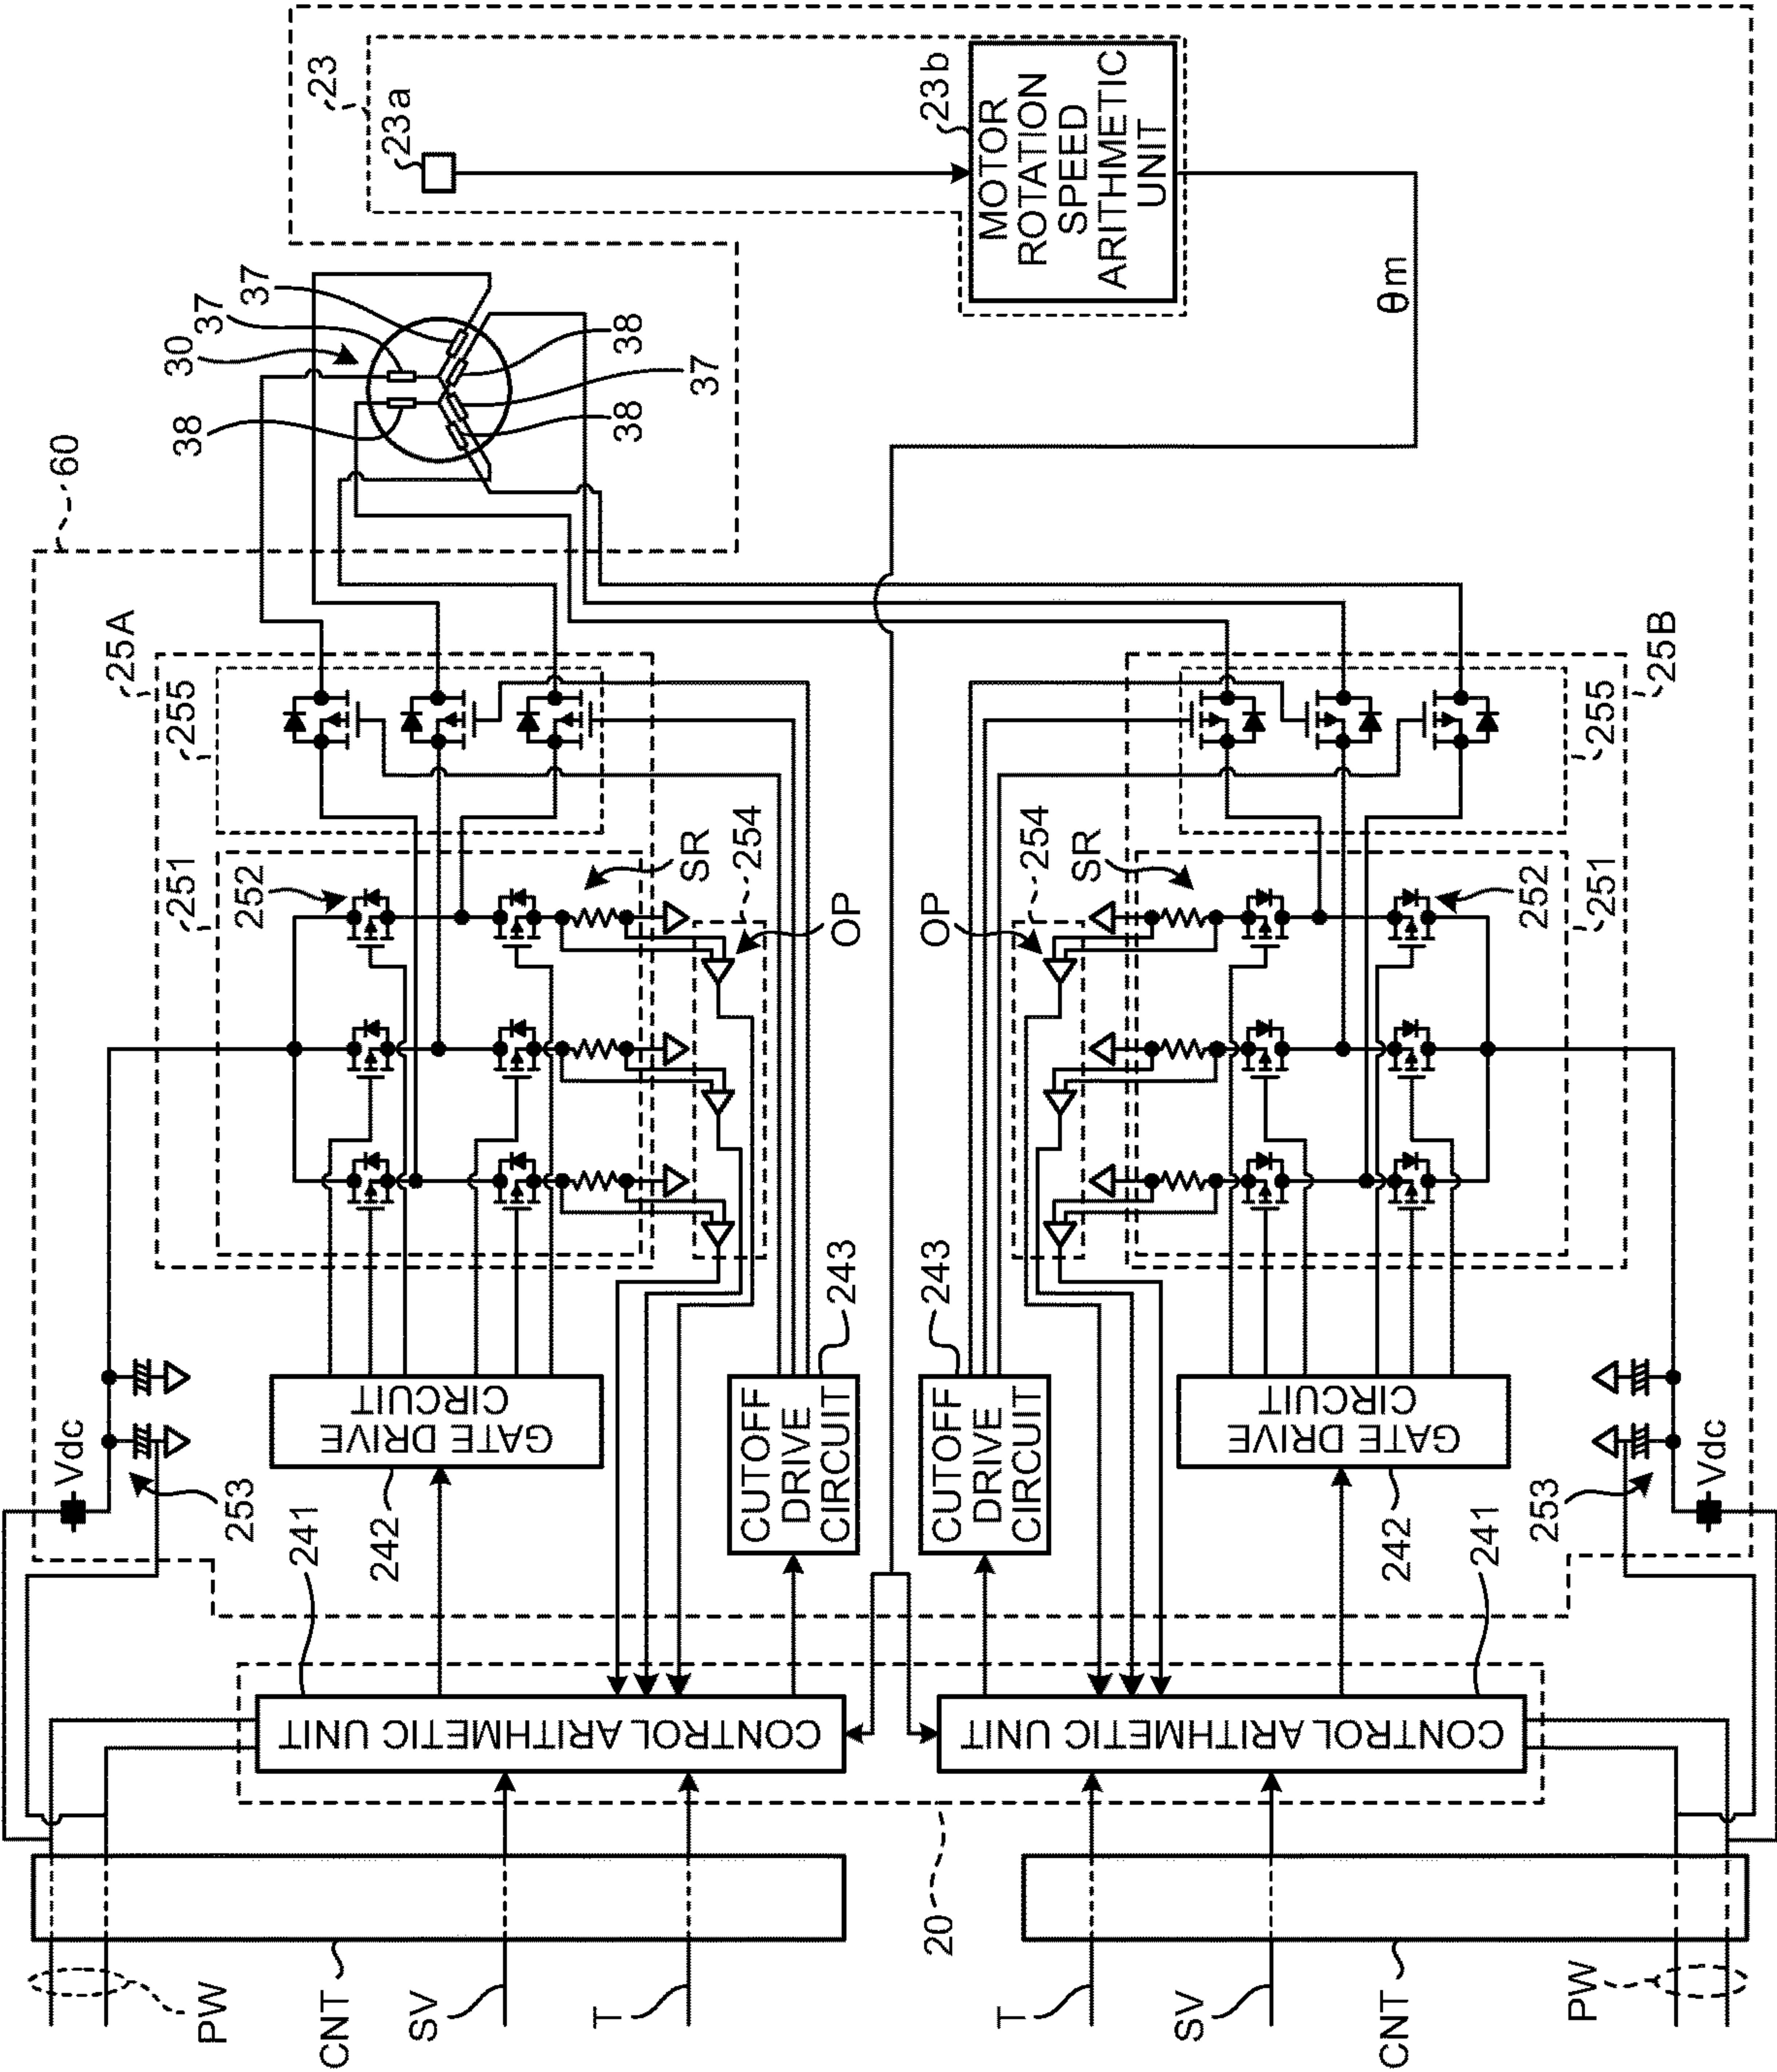 60
25A
255
251
252
SR
254
OP
Vdc
253
GATE DRIVE
CIRCUIT
242
241
CUTOFF
DRIVE
CIRCUIT
243
CONTROL ARITHMETIC UNIT
PW
CNT
SV
T
30
37
37
38
38
37
38
23
23a
23b
MOTOR
ROTATION
SPEED
ARITHMETIC
UNIT
θm
20
25B
255
251
252
SR
254
OP
CUTOFF
DRIVE
CIRCUIT
243
GATE DRIVE
CIRCUIT
242
241
Vdc
253
CONTROL ARITHMETIC UNIT
T
SV
CNT
PW